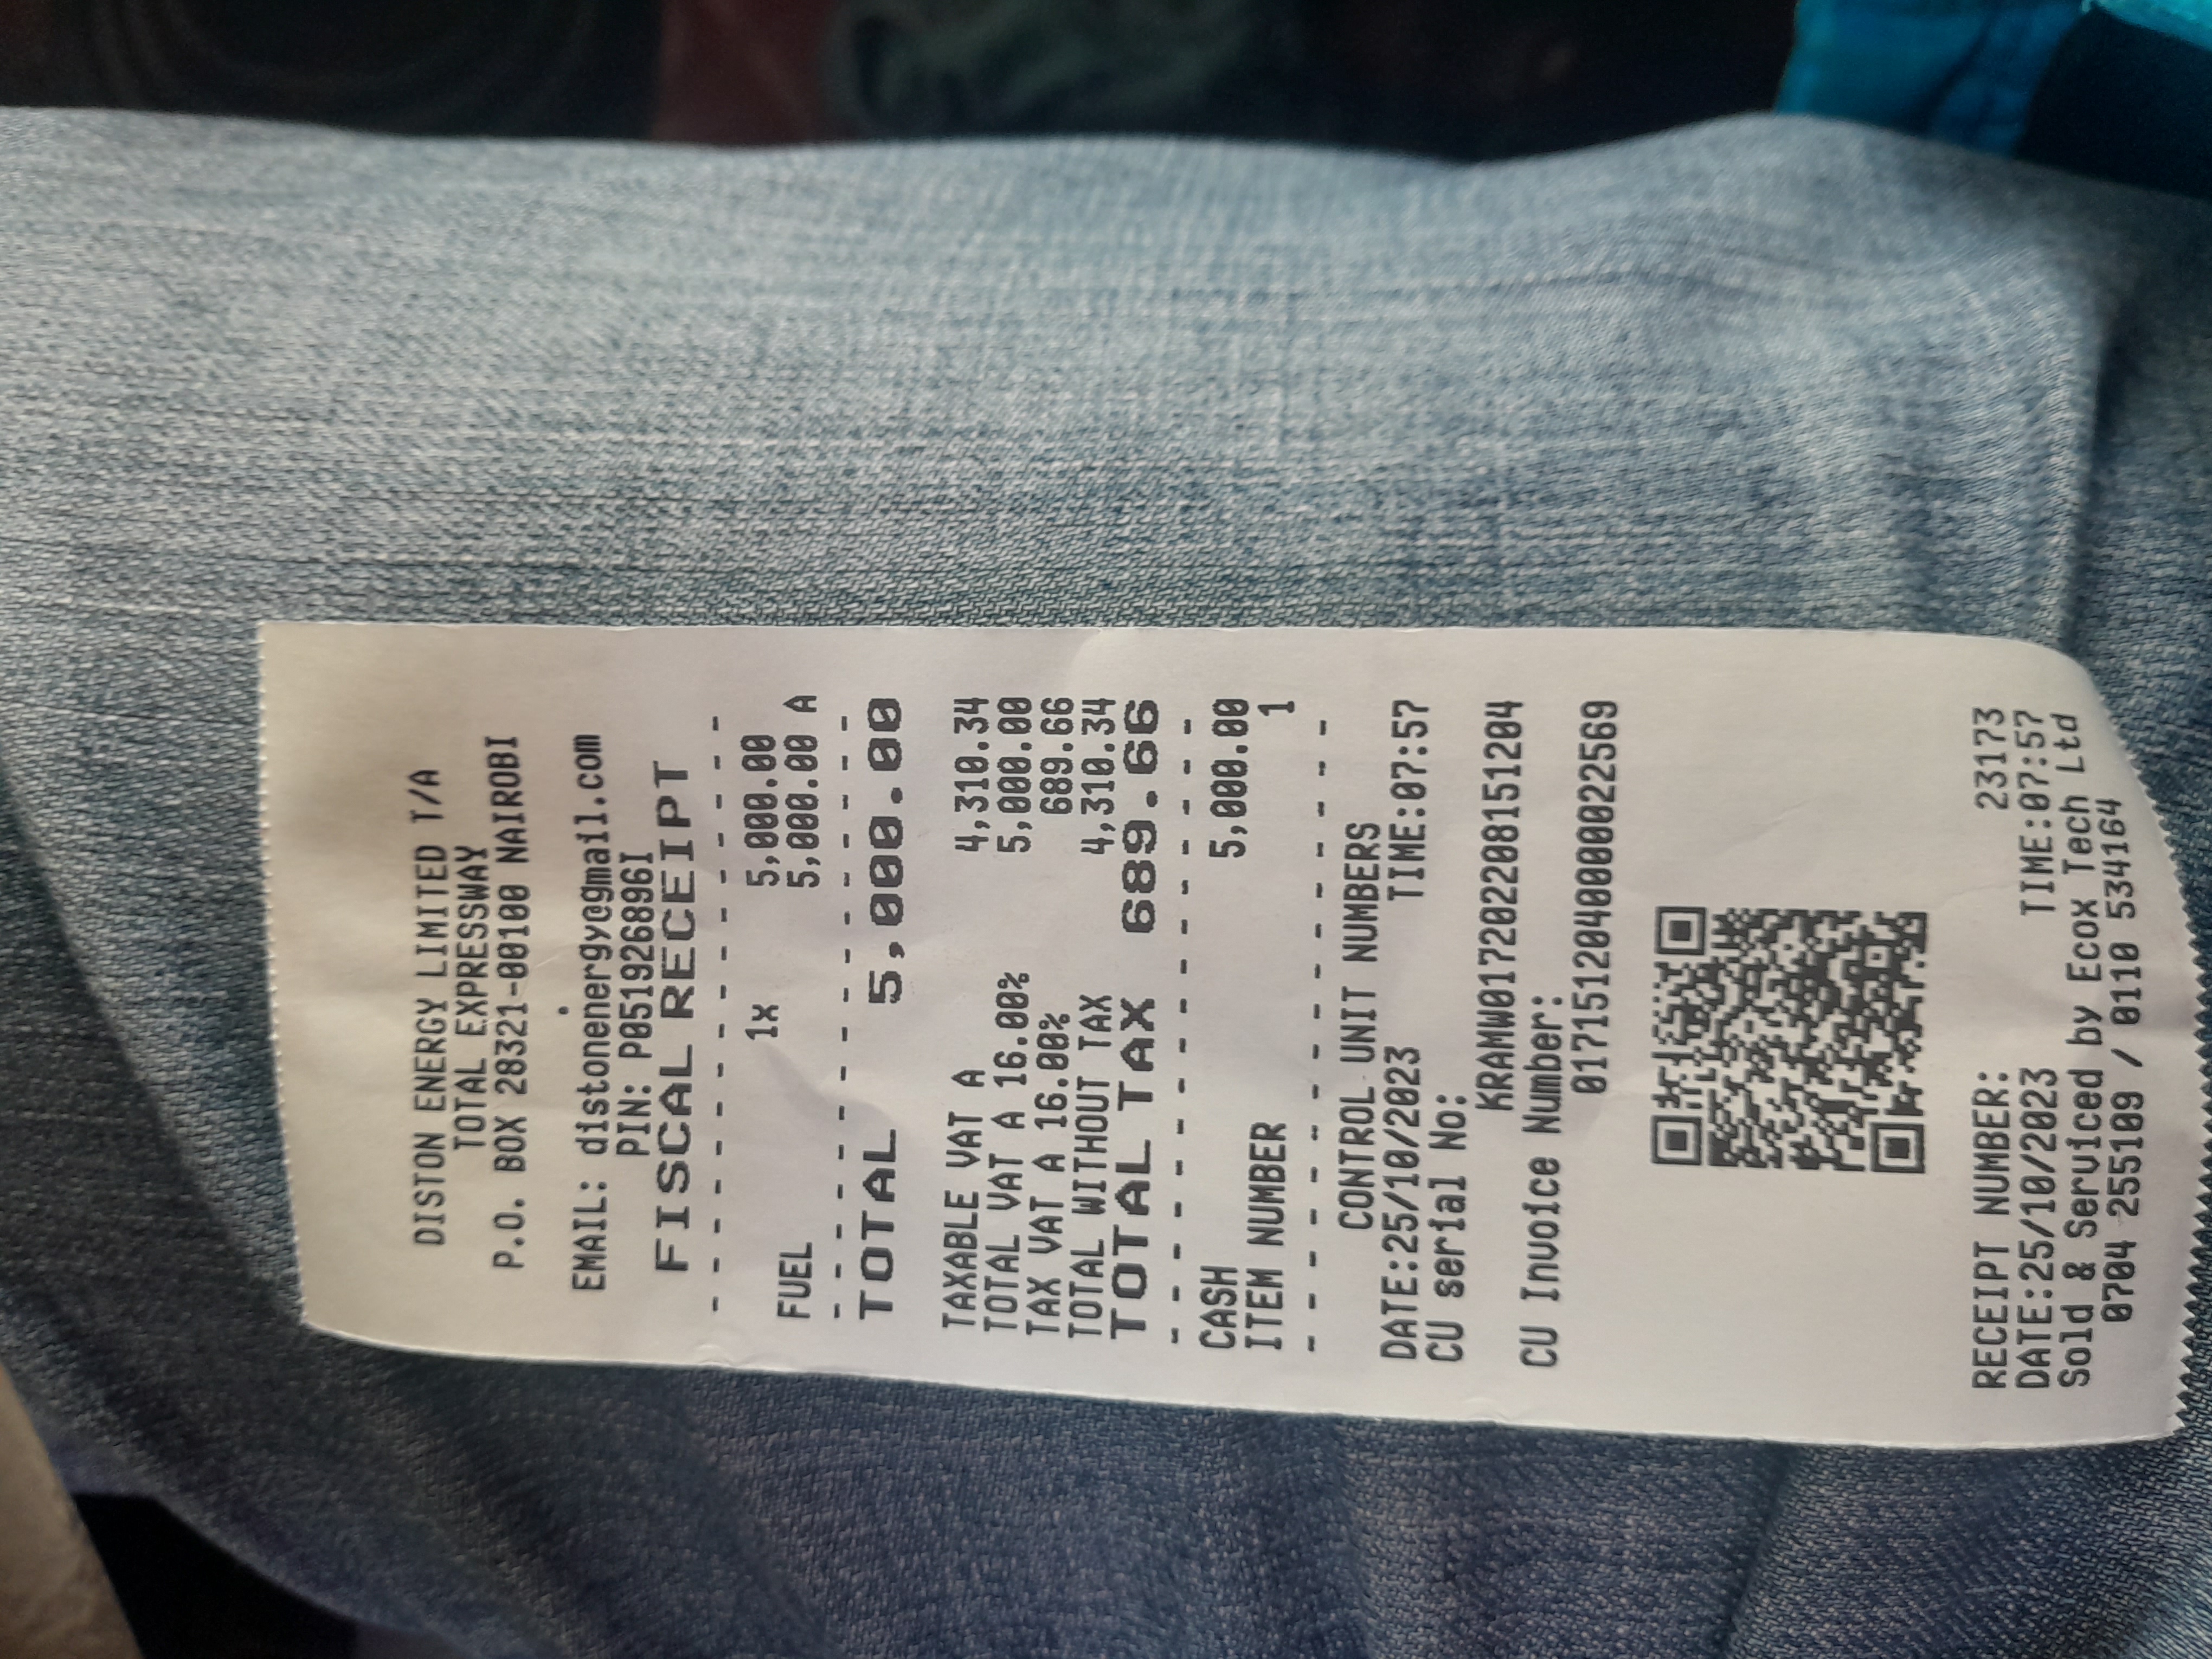 DISTON ENERGY LIMITED T/A
TOTAL EXPRESSWAY
P.O. BOX 28321-00100 NAIROBI
EMAIL: distonenergy@gmail.com
PIN: P051926896I
FISCAL RECEIPT
- - - - - - - - - - - - - - - -
1x 5,000.00
FUEL 5,000.00 A
- - - - - - - - - - - - - - - -
TOTAL 5,000.00
TAXABLE VAT A 4,310.34
TOTAL VAT A 16.00% 5,000.00
TAX VAT A 16.00% 689.66
TOTAL WITHOUT TAX 4,310.34
TOTAL TAX 689.66
- - - - - - - - - - - - - - - -
CASH 5,000.00
ITEM NUMBER 1
- - - - - - - - - - - - - - - -
CONTROL UNIT NUMBERS
DATE:25/10/2023 TIME:07:57
CU serial No:
KRAMW017202208151204
CU Invoice Number:
0171512040000022569
RECEIPT NUMBER: 23173
DATE:25/10/2023 TIME:07:57
Sold & Serviced by Ecox Tech Ltd
0704 255109 / 0110 534164